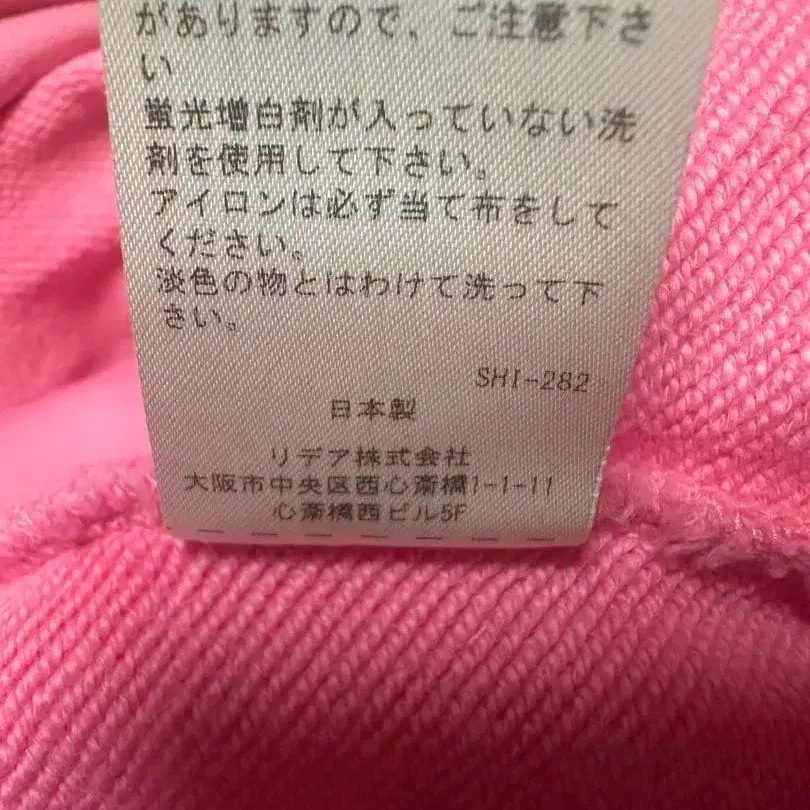 がありますので、ご注意下さ
い
蛍光増白剤が入っていない洗
剤を使用して下さい。
アイロンは必ず当て布をして
ください。
淡色の物とはわけて洗って下
さい。
SHI-282
日本製
リデア株式会社
大阪市中央区西心斎橋1-1-11
心斎橋西ビル5F